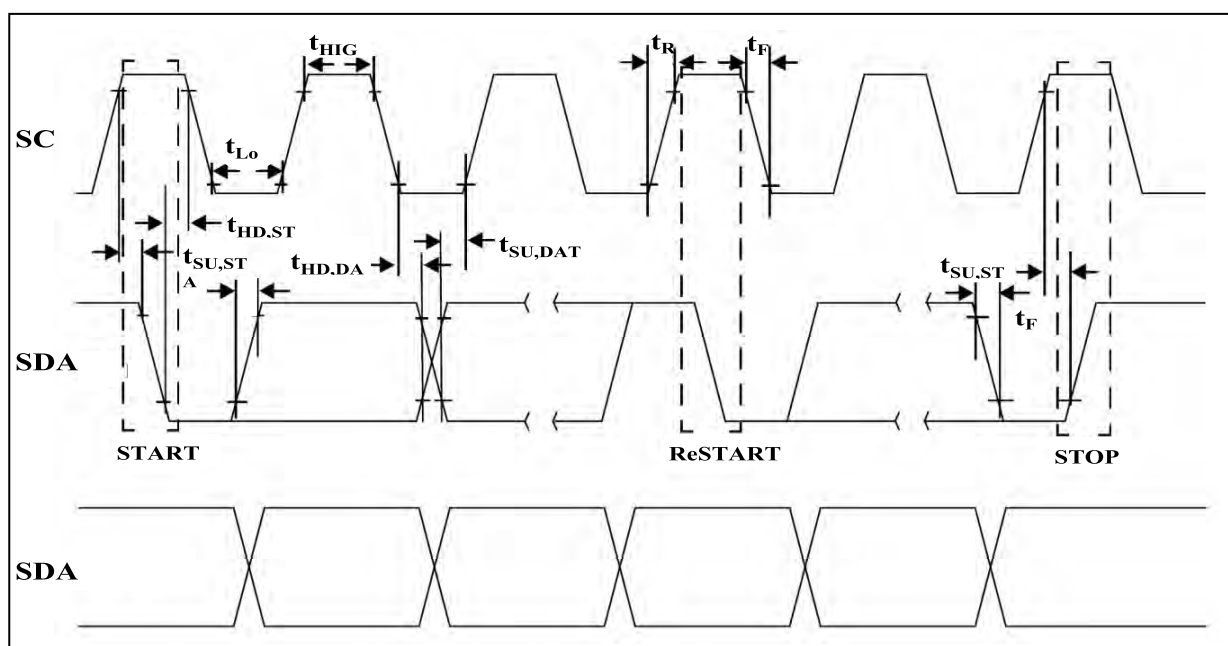 tHIG
tR
tF
SC
tLo
tHD,ST
tSU,ST
A
tHD,DA
tSU,DAT
tSU,ST
tF
SDA
START
ReSTART
STOP
SDA